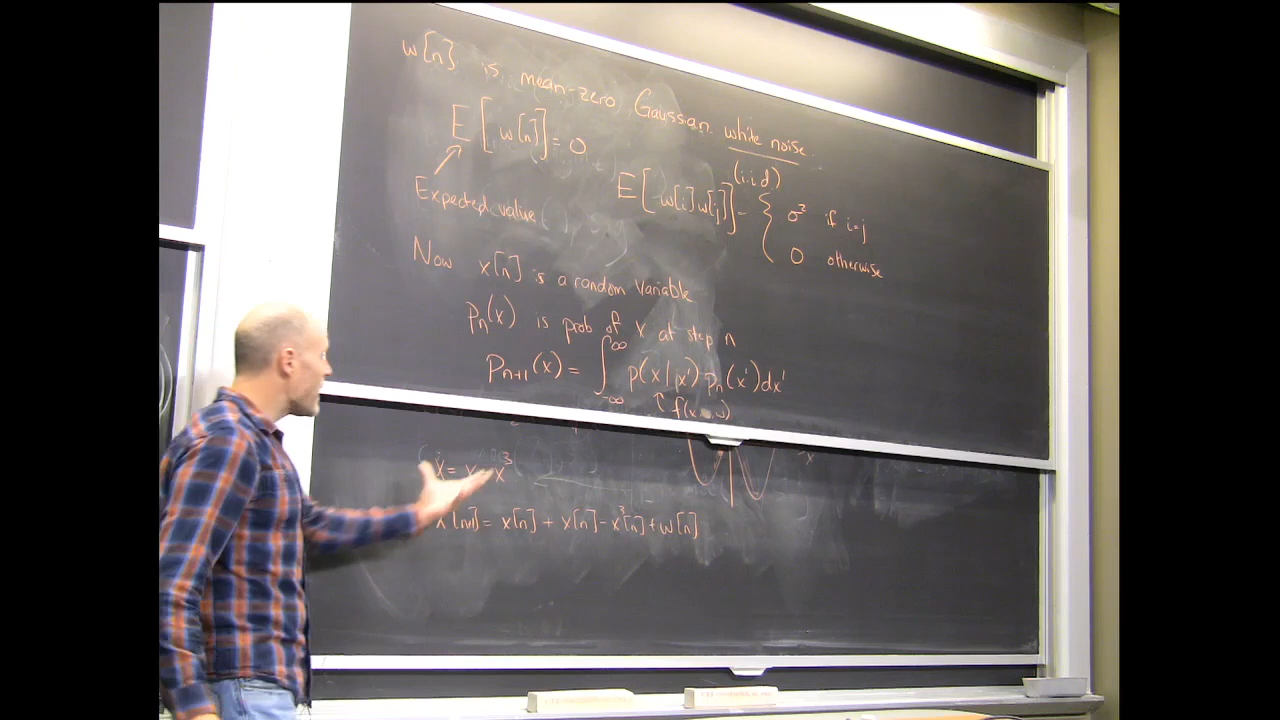 w[n] is mean-zero, Gaussian white noise.
E[w[n]] = 0
(i.i.d)
Expected value
E[w[i]w[j]] = { σ² if i=j
0 otherwise
Now x[n] is a random variable
pₙ(x) is prob of x at step n
pₙ₊₁(x) = ∫_{-∞}^{∞} p(x|x') pₙ(x')dx'
↑ f(x, w)
ẋ = x - x³
x
x[n+1] = x[n] + x[n] - x³[n] + w[n]